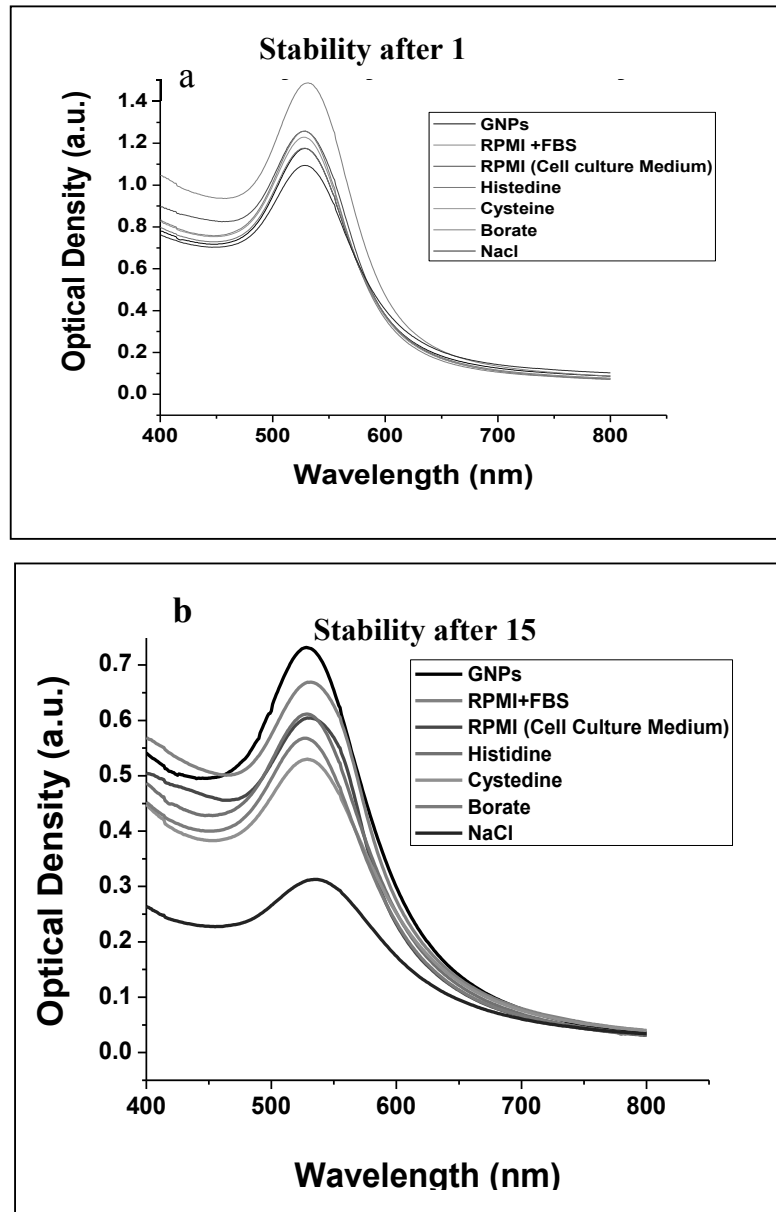 Stability after 1
a
1.4
1.2
1.0
0.8
0.6
0.4
0.2
0.0
Optical Density (a.u.)
GNPs
RPMI +FBS
RPMI (Cell culture Medium)
Histedine
Cysteine
Borate
Nacl
400 500 600 700 800
Wavelength (nm)
b
Stability after 15
0.7
0.6
0.5
0.4
0.3
0.2
0.1
0.0
Optical Density (a.u.)
GNPs
RPMI+FBS
RPMI (Cell Culture Medium)
Histidine
Cystedine
Borate
NaCl
400 500 600 700 800
Wavelength (nm)